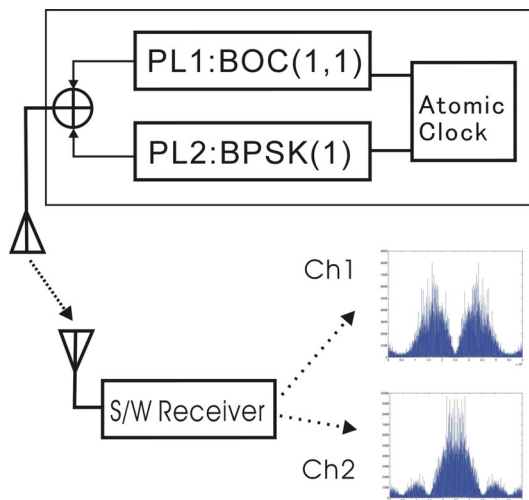 PL1:BOC(1,1)
Atomic
Clock
PL2:BPSK(1)
Ch1
S/W Receiver
Ch2